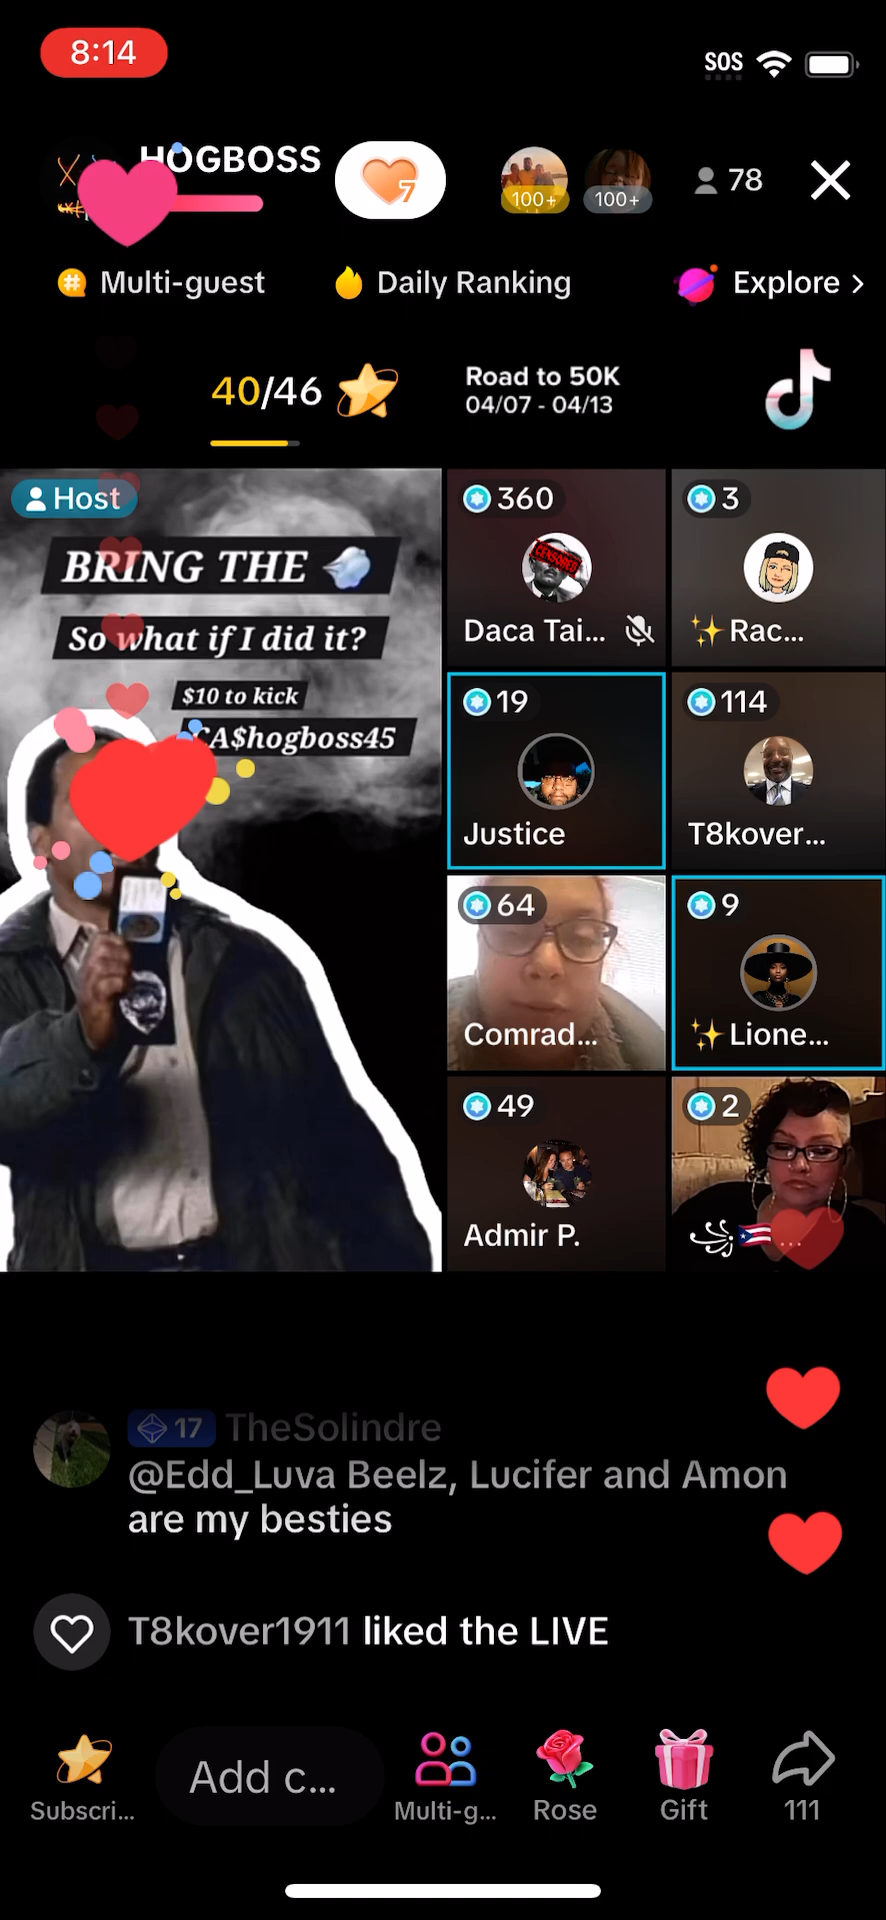 8:14
SOS
HOGBOSS
7
100+
100+
78
Multi-guest
Daily Ranking
Explore >
40/46
Road to 50K
04/07 - 04/13
Host
BRING THE
So what if I did it?
$10 to kick
CA$hogboss45
360
CENSORED
Daca Tai...
3
Rac...
19
Justice
114
T8kover...
64
Comrad...
9
Lione...
49
Admir P.
2
...
17 TheSolindre
@Edd_Luva Beelz, Lucifer and Amon
are my besties
T8kover1911 liked the LIVE
Subscri...
Add c...
Multi-g...
Rose
Gift
111